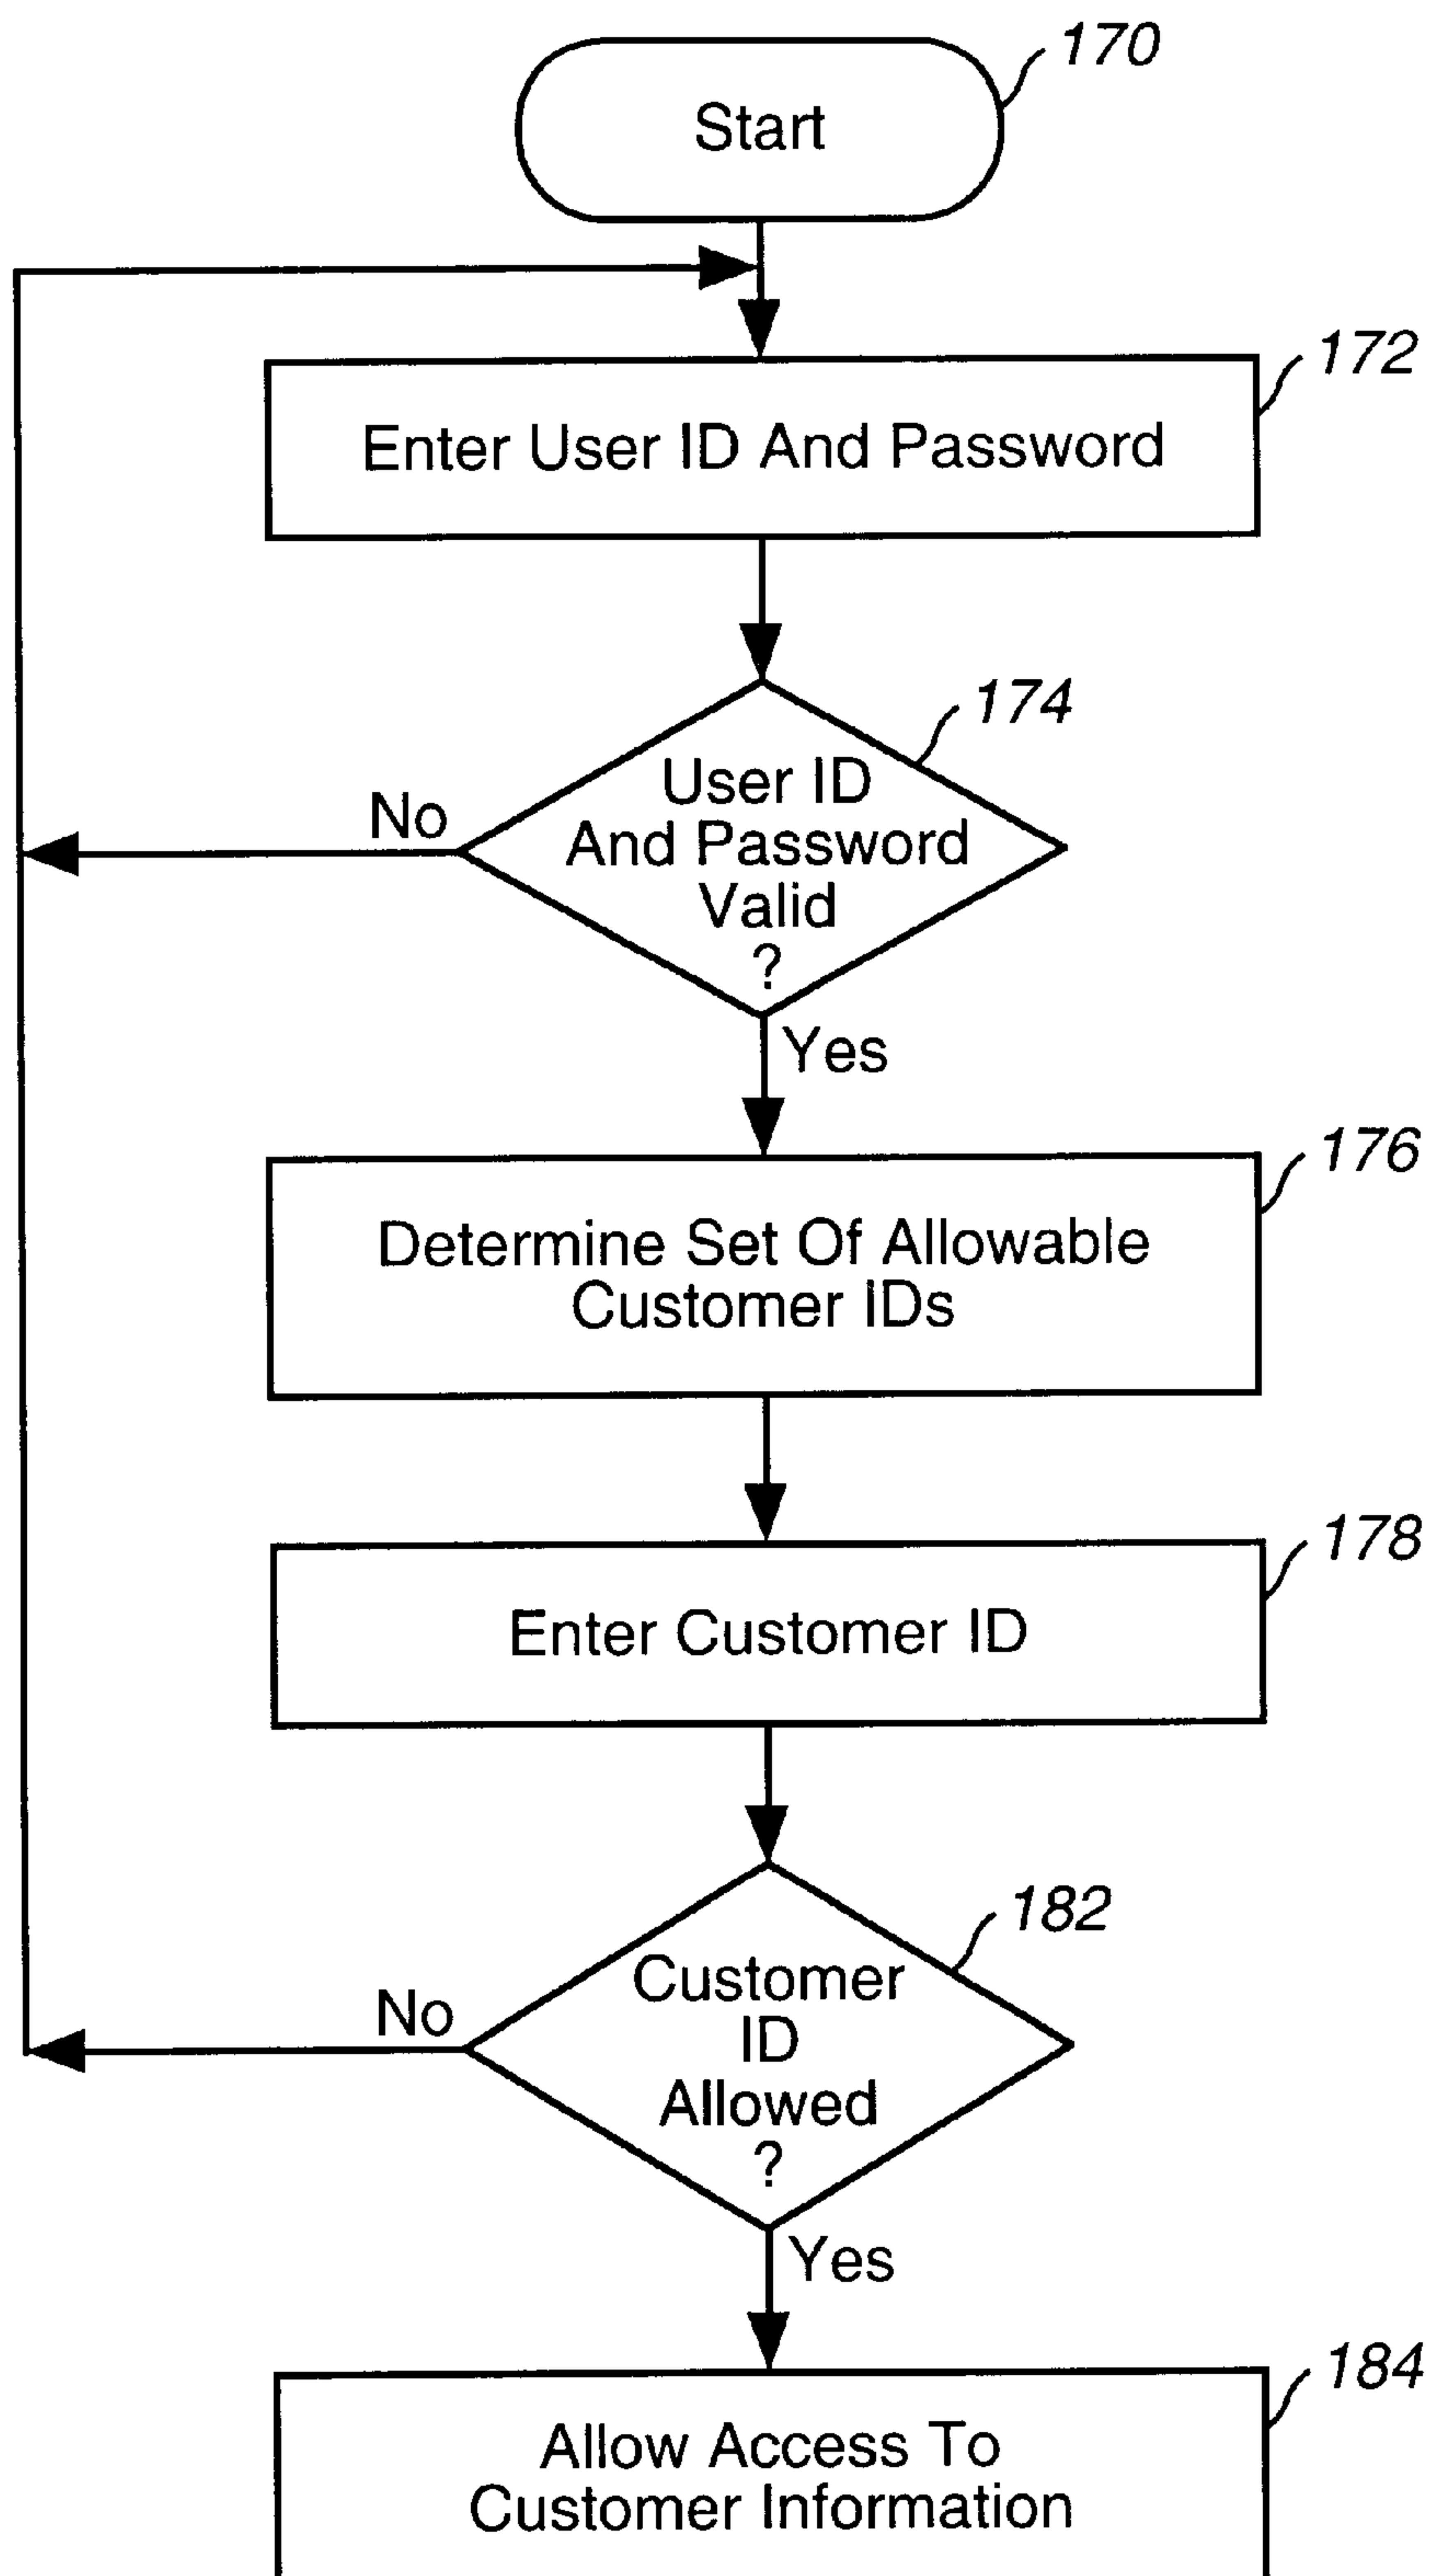 170
Start
172
Enter User ID And Password
174
User ID
And Password
Valid
?
No
Yes
176
Determine Set Of Allowable
Customer IDs
178
Enter Customer ID
182
Customer
ID
Allowed
?
No
Yes
184
Allow Access To
Customer Information